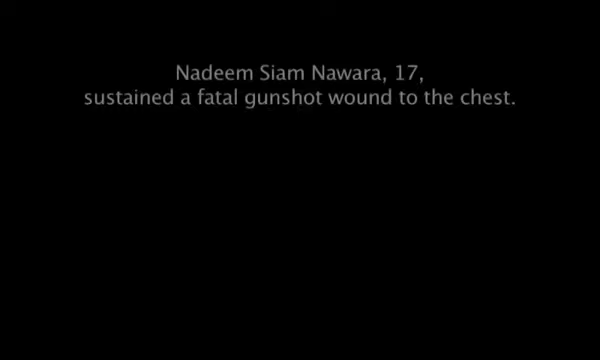 Nadeem Siam Nawara, 17,
sustained a fatal gunshot wound to the chest.